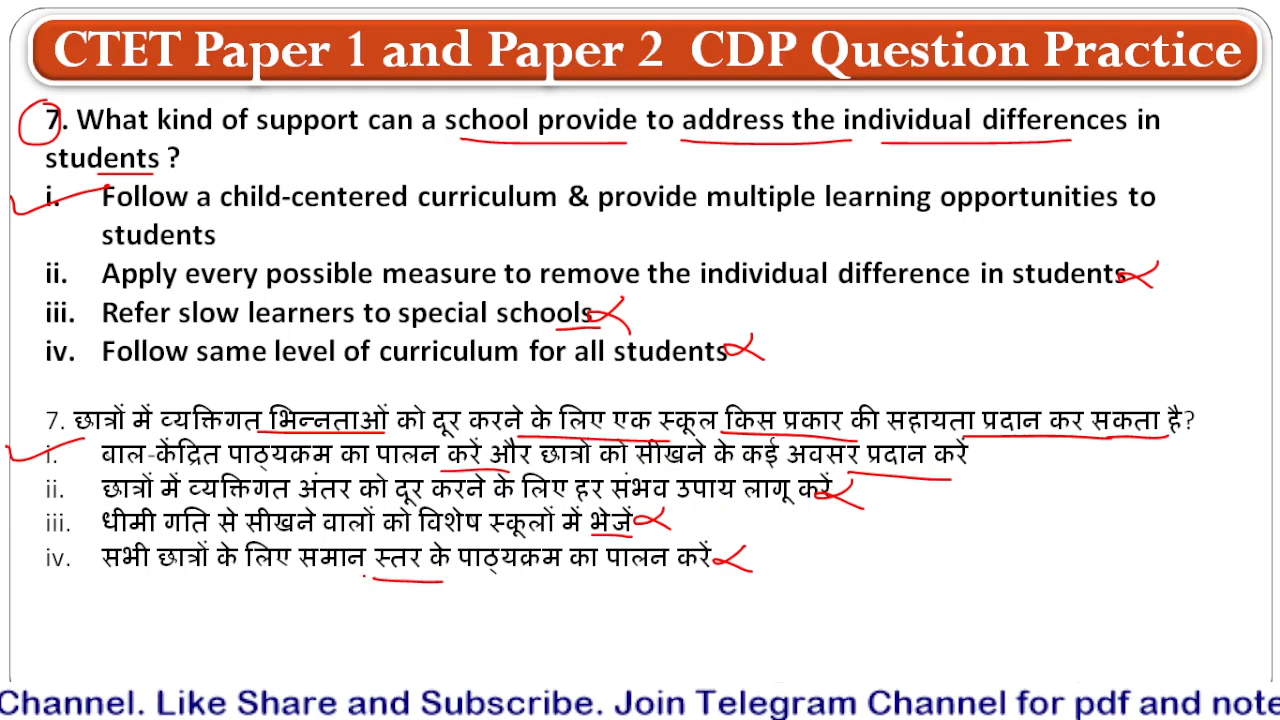 CTET Paper 1 and Paper 2 CDP Question Practice
7. What kind of support can a school provide to address the individual differences in
students ?
i. Follow a child-centered curriculum & provide multiple learning opportunities to
students
ii. Apply every possible measure to remove the individual difference in students
iii. Refer slow learners to special schools
iv. Follow same level of curriculum for all students
7. छात्रों में व्यक्तिगत भिन्नताओं को दूर करने के लिए एक स्कूल किस प्रकार की सहायता प्रदान कर सकता है?
i. वाल-केंद्रित पाठ्यक्रम का पालन करें और छात्रों को सीखने के कई अवसर प्रदान करें
ii. छात्रों में व्यक्तिगत अंतर को दूर करने के लिए हर संभव उपाय लागू करें
iii. धीमी गति से सीखने वालों को विशेष स्कूलों में भेजें
iv. सभी छात्रों के लिए समान स्तर के पाठ्यक्रम का पालन करें
Channel. Like Share and Subscribe. Join Telegram Channel for pdf and note